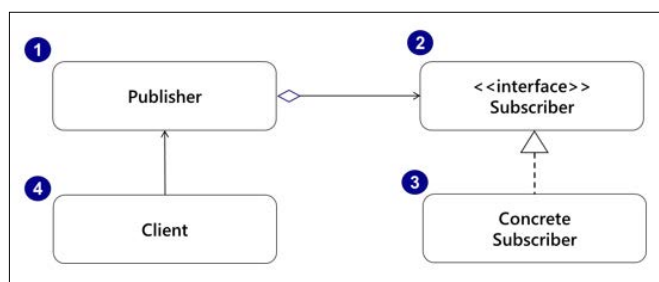 1
Publisher
2
<<interface>>
Subscriber
4
Client
3
Concrete
Subscriber